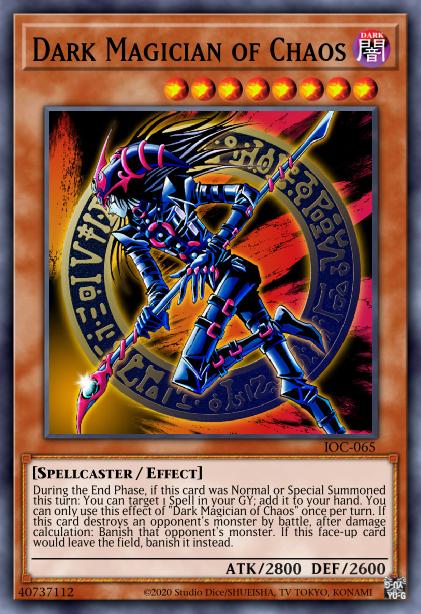 DARK MAGICIAN OF CHAOS
DARK
闇
IOC-065
[SPELLCASTER / EFFECT]
During the End Phase, if this card was Normal or Special Summoned
this turn: You can target 1 Spell in your GY; add it to your hand. You
can only use this effect of "Dark Magician of Chaos" once per turn. If
this card destroys an opponent's monster by battle, after damage
calculation: Banish that opponent's monster. If this face-up card
would leave the field, banish it instead.
ATK/2800 DEF/2600
40737112
©2020 Studio Dice/SHUEISHA, TV TOKYO, KONAMI